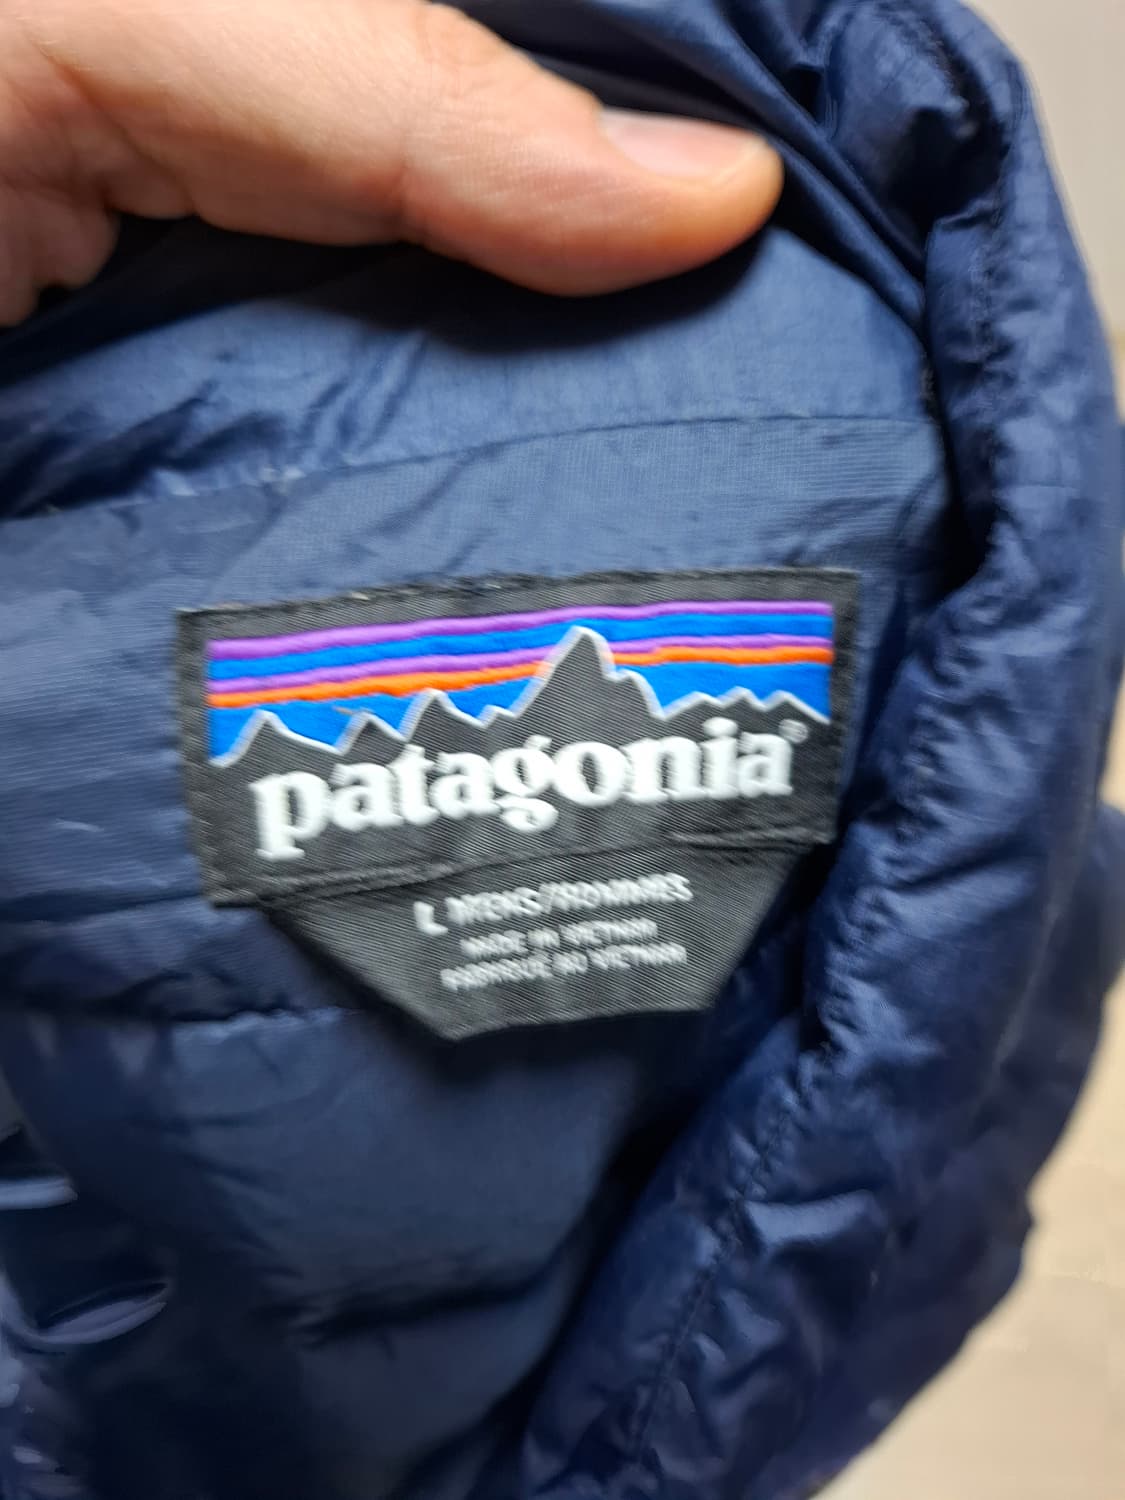 patagonia®
L MENS/HOMMES
MADE IN VIETNAM
FABRIQUÉ AU VIETNAM